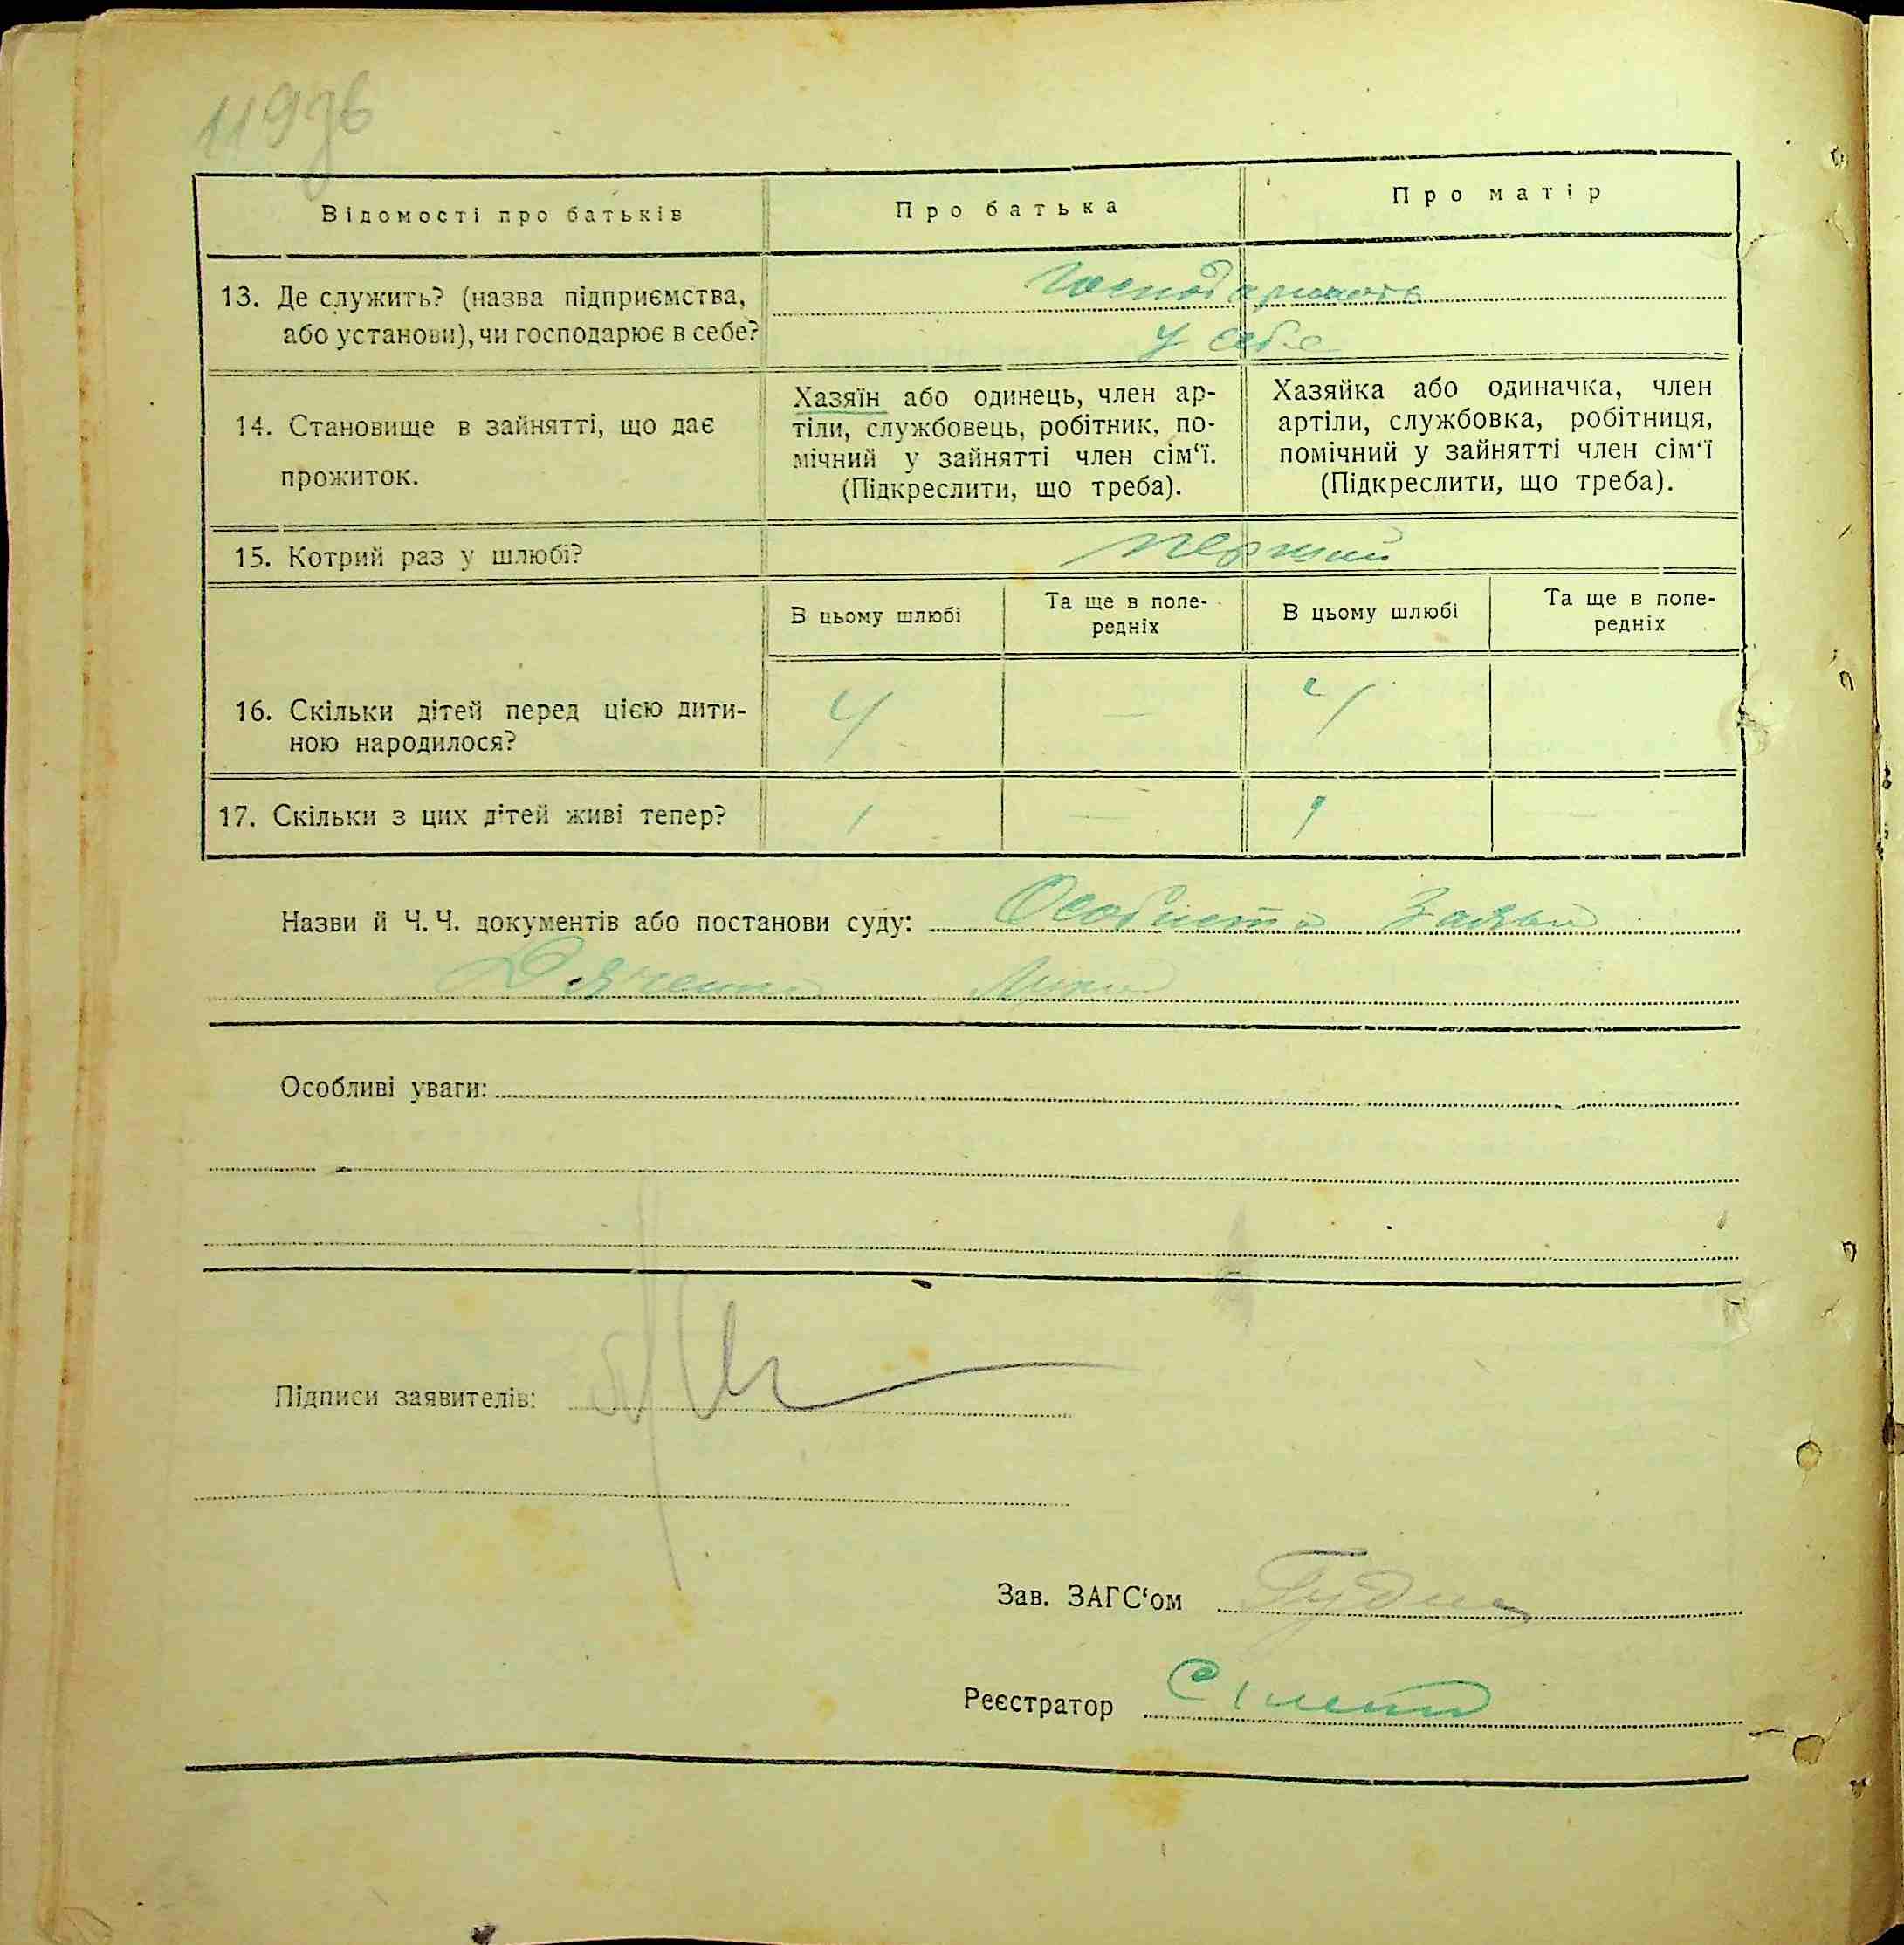 119зв
Відомості про батьків
Про батька
Про матір
13. Де служить? (назва підприємства,
або установи), чи господарює в себе?
Господарюють
у себе
14. Становище в зайнятті, що дає
прожиток.
Хазяїн або одинець, член ар-
тіли, службовець, робітник, по-
мічний у зайнятті член сім‘ї.
(Підкреслити, що треба).
Хазяйка або одиначка, член
артіли, службовка, робітниця,
помічний у зайнятті член сім‘ї
(Підкреслити, що треба).
15. Котрий раз у шлюбі?
перший
В цьому шлюбі
Та ще в попе-
редніх
В цьому шлюбі
Та ще в попе-
редніх
16. Скільки дітей перед цією дити-
ною народилося?
4 — 4
17. Скільки з цих дітей живі тепер?
1 — 1 —
Назви й Ч. Ч. документів або постанови суду: Особиста заява
Особливі уваги:
Підписи заявителів:
Зав. ЗАГС‘ом
Реєстратор